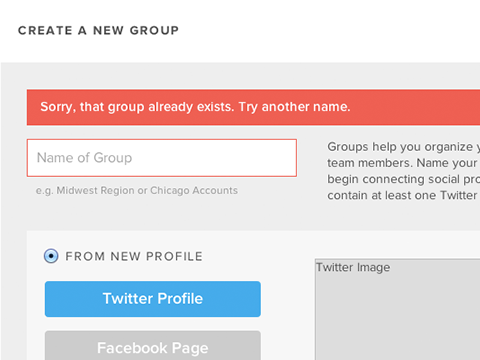 CREATE A NEW GROUP
Sorry, that group already exists. Try another name.
Name of Group
e.g. Midwest Region or Chicago Accounts
Groups help you organize
team members. Name your
begin connecting social
contain at least one Twitter
FROM NEW PROFILE
Twitter Profile
Facebook Page
Twitter Image